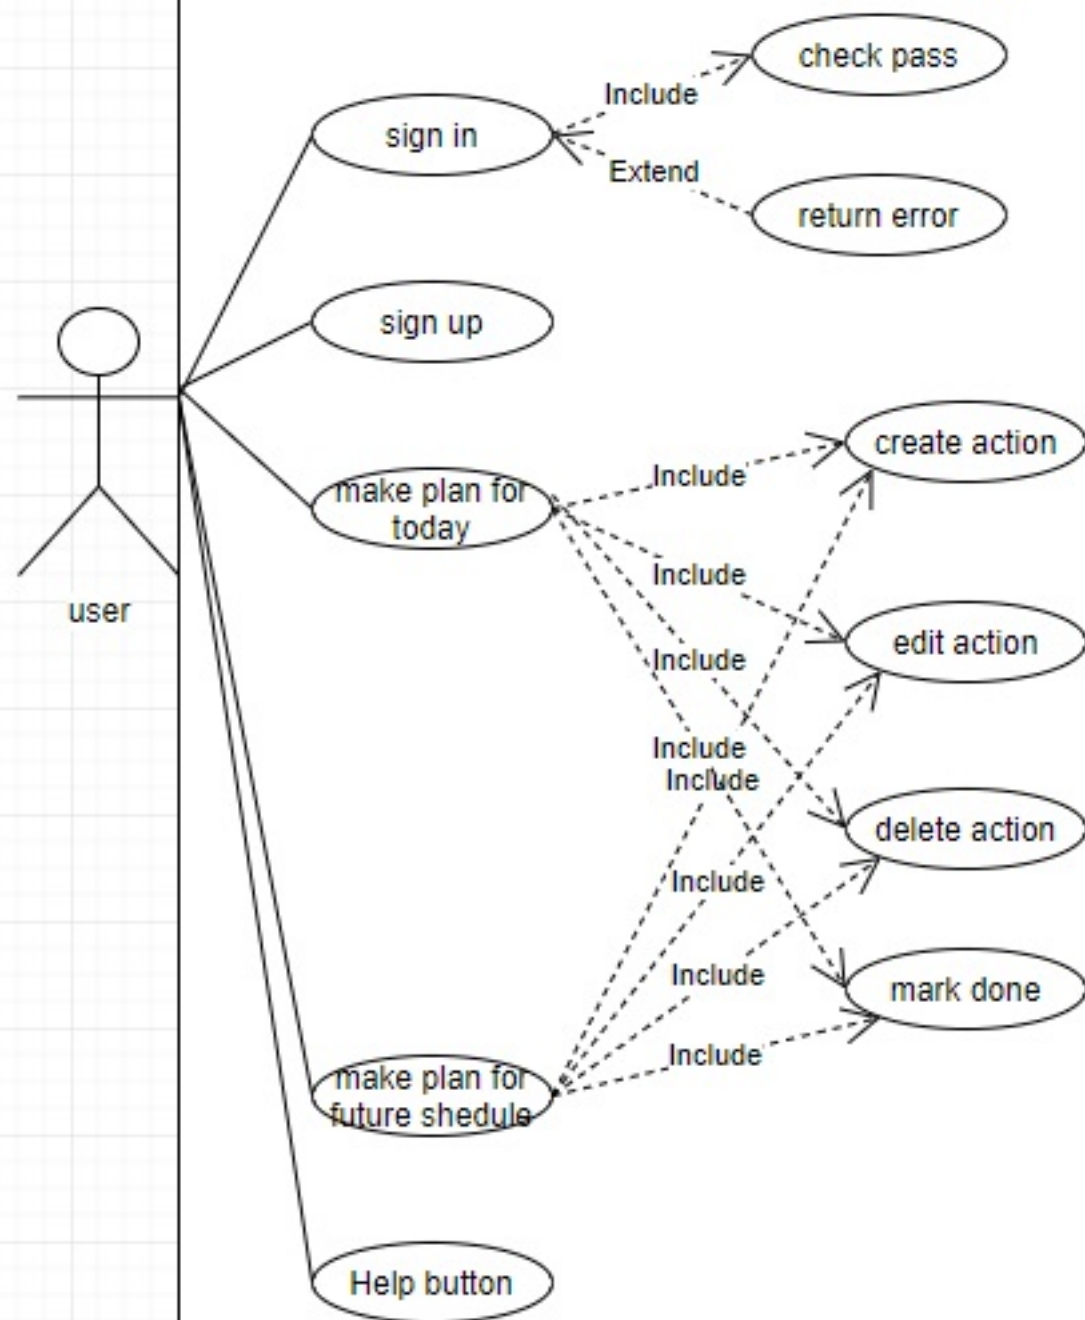 check pass
Include
sign in
Extend
return error
sign up
create action
Include
make plan for
today
Include
user
edit action
Include
Include
Include
delete action
Include
Include
mark done
Include
make plan for
future shedule
Help button